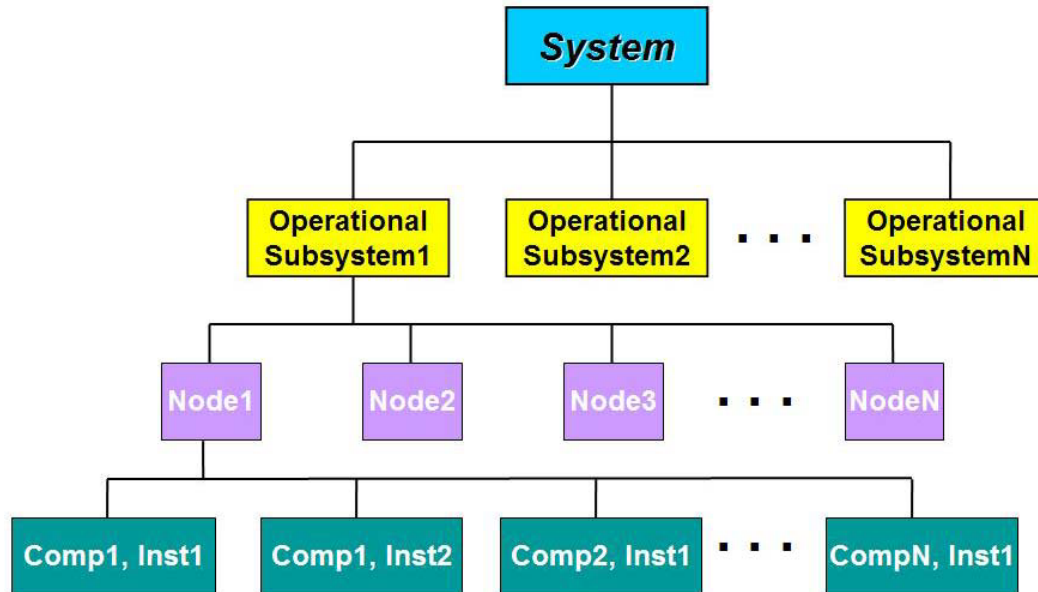 System
Operational
Subsystem1
Operational
Subsystem2
. . .
Operational
SubsystemN
Node1
Node2
Node3
. . .
NodeN
Comp1, Inst1
Comp1, Inst2
Comp2, Inst1
. . .
CompN, Inst1